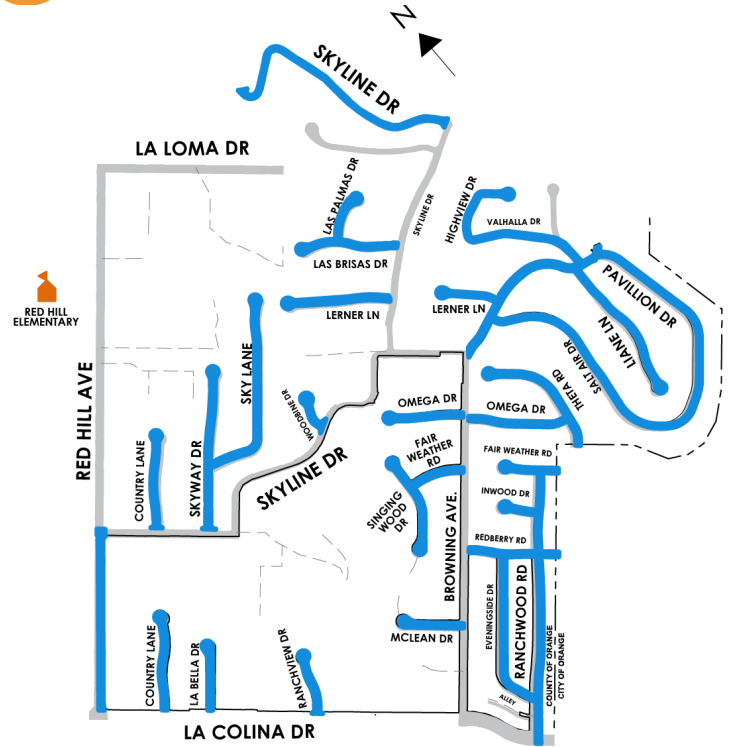 N
SKYLINE DR
LA LOMA DR
LAS PALMAS DR
SKYLINE DR
HIGHVIEW DR
VALHALLA DR
LAS BRISAS DR
PAVILLION DR
RED HILL
ELEMENTARY
LERNER LN
LERNER LN
LIANE LN
SALT AIR DR
SKY LANE
RED HILL AVE
THETA RD
WOODBINE DR
OMEGA DR
OMEGA DR
COUNTRY LANE
SKYWAY DR
SKYLINE DR
FAIR
WEATHER
RD
FAIR WEATHER RD
SINGING
WOOD
DR
INWOOD DR
BROWNING AVE.
REDBERRY RD
EVENINGSIDE DR
RANCHWOOD RD
MCLEAN DR
COUNTY OF ORANGE
CITY OF ORANGE
COUNTRY LANE
LA BELLA DR
RANCHVIEW DR
ALLEY
LA COLINA DR